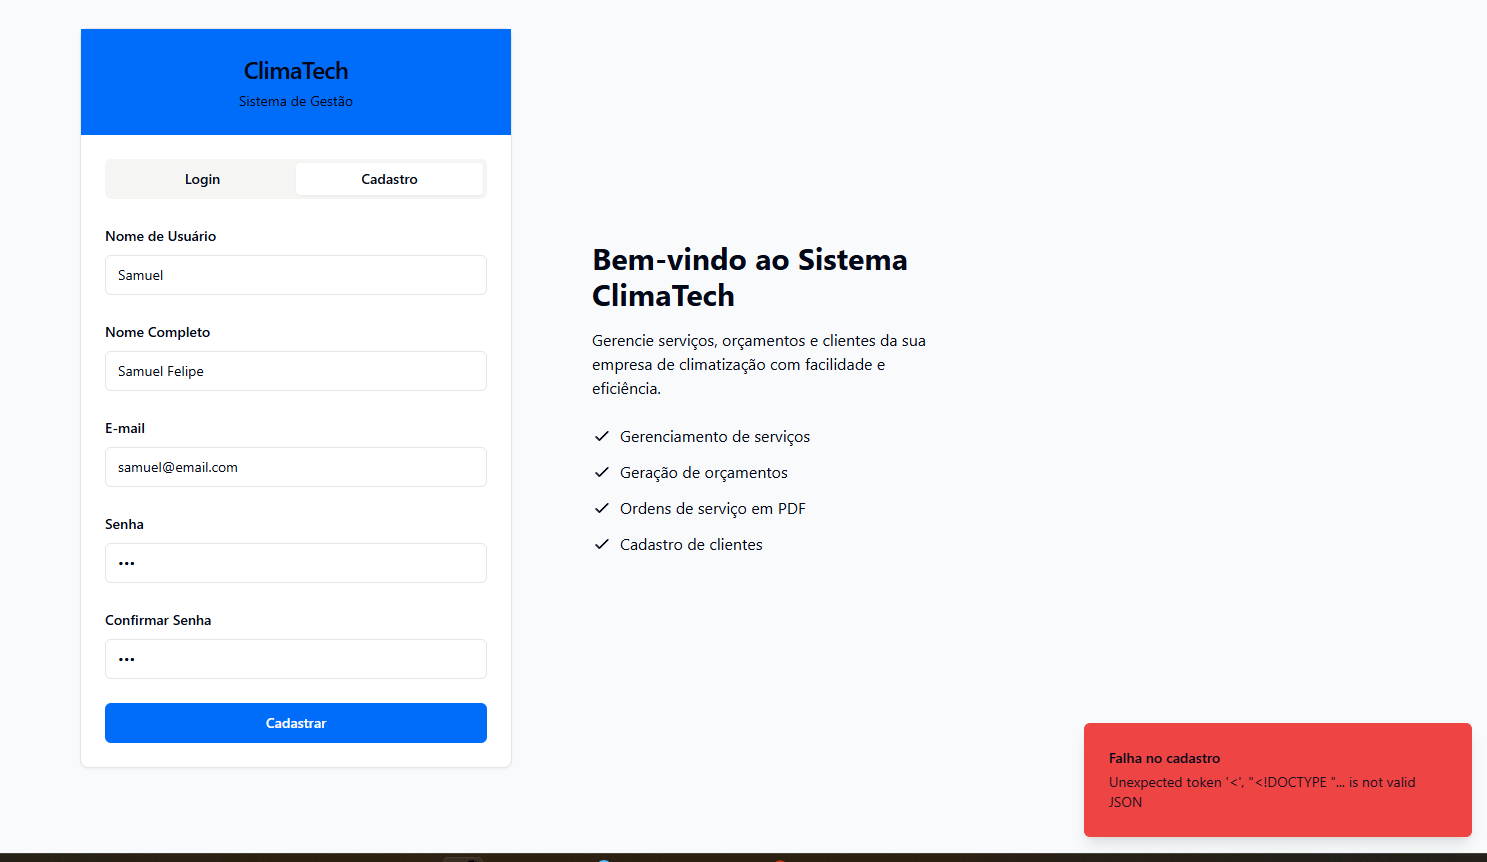 ClimaTech
Sistema de Gestão
Login
Cadastro
Nome de Usuário
Samuel
Nome Completo
Samuel Felipe
E-mail
samuel@email.com
Senha
•••
Confirmar Senha
•••
Cadastrar
Bem-vindo ao Sistema
ClimaTech
Gerencie serviços, orçamentos e clientes da sua
empresa de climatização com facilidade e
eficiência.
Gerenciamento de serviços
Geração de orçamentos
Ordens de serviço em PDF
Cadastro de clientes
Falha no cadastro
Unexpected token '<', "<!DOCTYPE "... is not valid
JSON